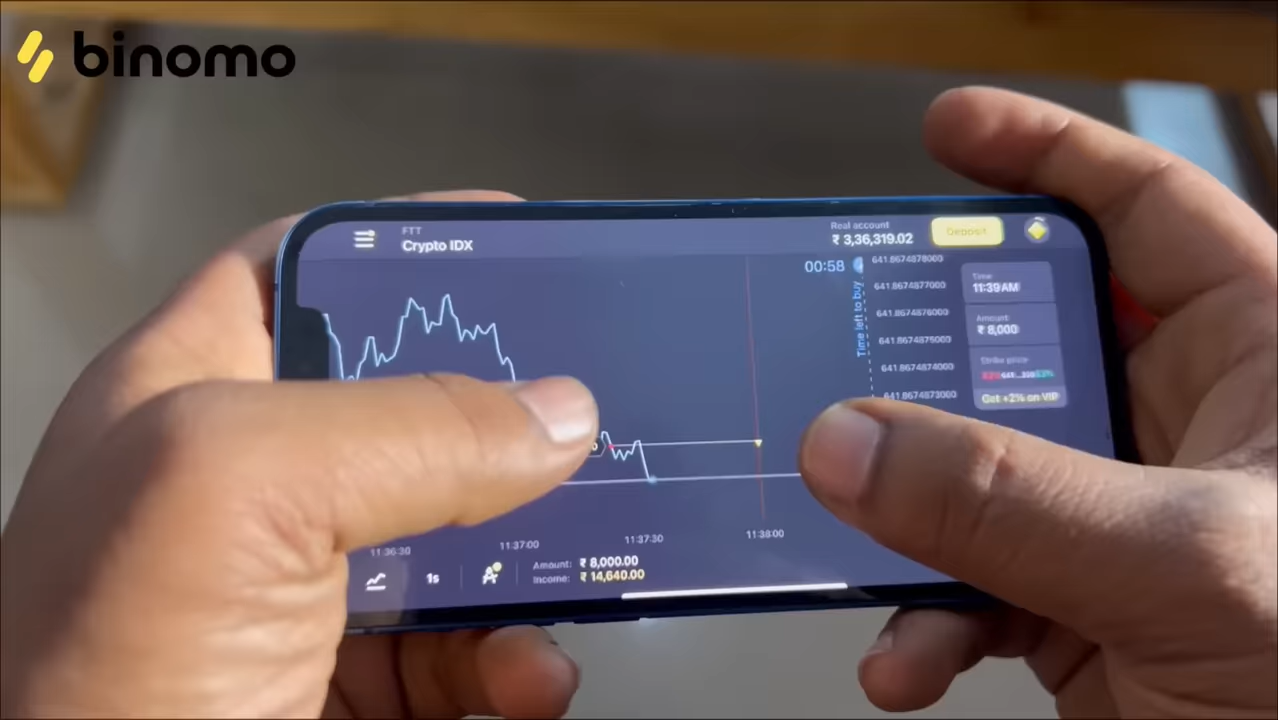 binomo
FTT
Crypto IDX
Real account
₹ 3,36,319.02
Deposit
00:58
Time left to buy
641.8674878000
641.8674877000
641.8674876000
641.8674875000
641.8674874000
641.8674873000
Time
11:39 AM
Amount
₹ 8,000
Strike price
Get +2% on VIP
11:36:30
11:37:00
11:37:30
11:38:00
1s
Amount: ₹ 8,000.00
Income: ₹ 14,640.00